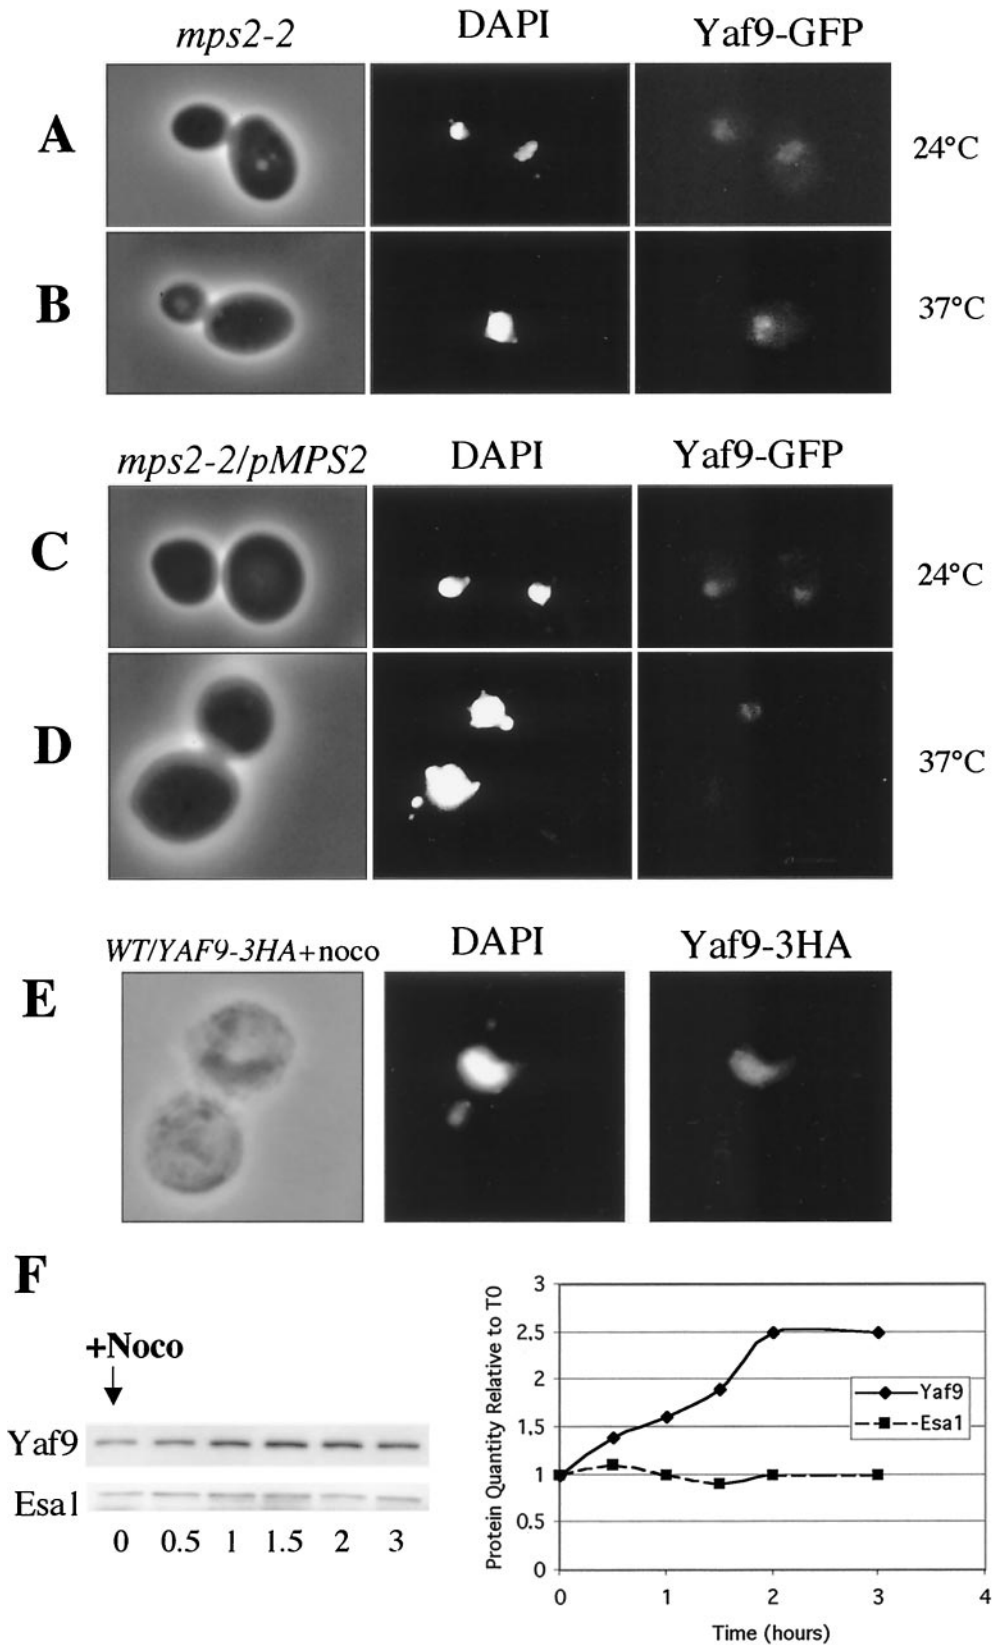 mps2-2 DAPI Yaf9-GFP
A 24°C
B 37°C
mps2-2/pMPS2 DAPI Yaf9-GFP
C 24°C
D 37°C
WT/YAF9-3HA+noco DAPI Yaf9-3HA
E
F
+Noco
Yaf9
Esa1
0 0.5 1 1.5 2 3
Protein Quantity Relative to T0
3
2.5
2
1.5
1
0.5
0
Yaf9
Esa1
0 1 2 3 4
Time (hours)